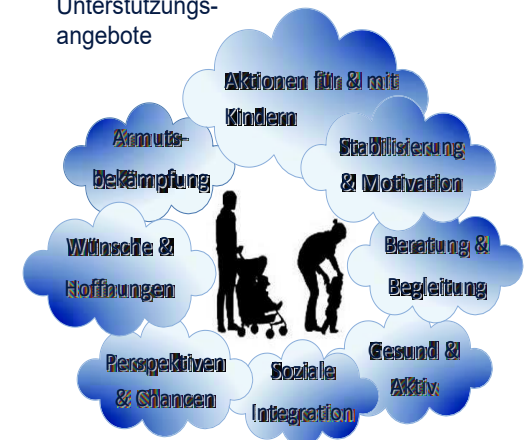 Unterstützungs-
angebote
Aktionen für & mit
Kindern
Armuts-
bekämpfung
Stabilisierung
& Motivation
Wünsche &
Hoffnungen
Beratung &
Begleitung
Perspektiven
& Chancen
Soziale
Integration
Gesund &
Aktiv